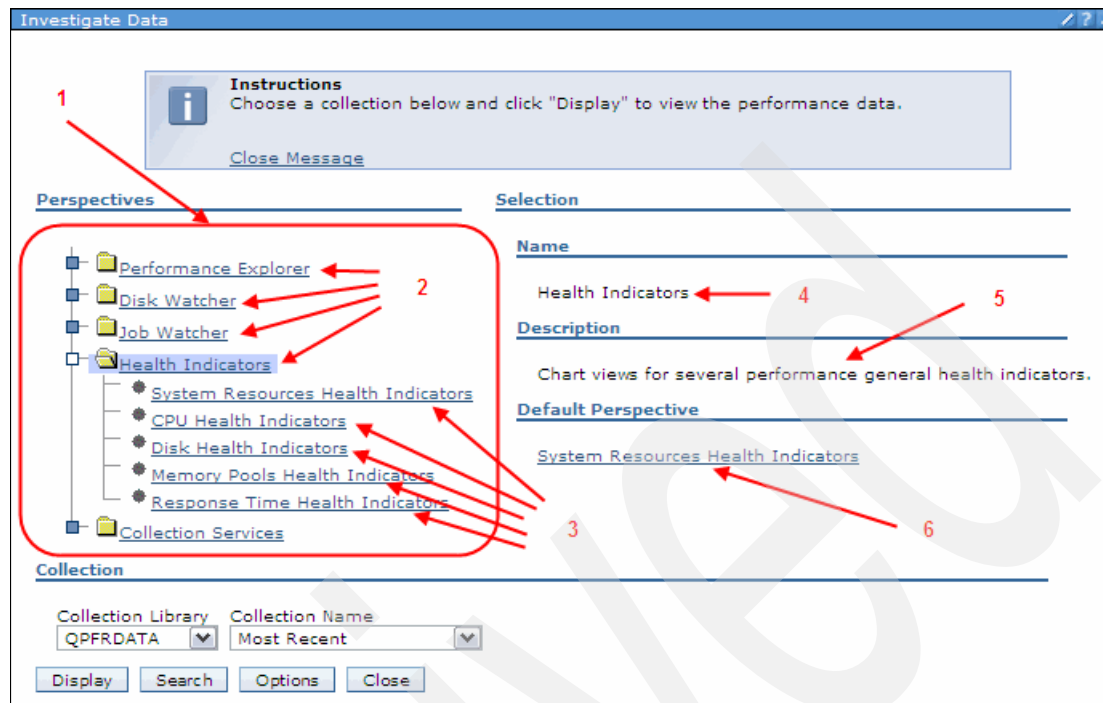 Investigate Data
?
Instructions
Choose a collection below and click "Display" to view the performance data.
Close Message
1
Perspectives
Performance Explorer
Disk Watcher
Job Watcher
Health Indicators
System Resources Health Indicators
CPU Health Indicators
Disk Health Indicators
Memory Pools Health Indicators
Response Time Health Indicators
Collection Services
2
3
Selection
Name
Health Indicators
4
5
Description
Chart views for several performance general health indicators.
Default Perspective
System Resources Health Indicators
6
Collection
Collection Library Collection Name
QPFRDATA Most Recent
Display Search Options Close